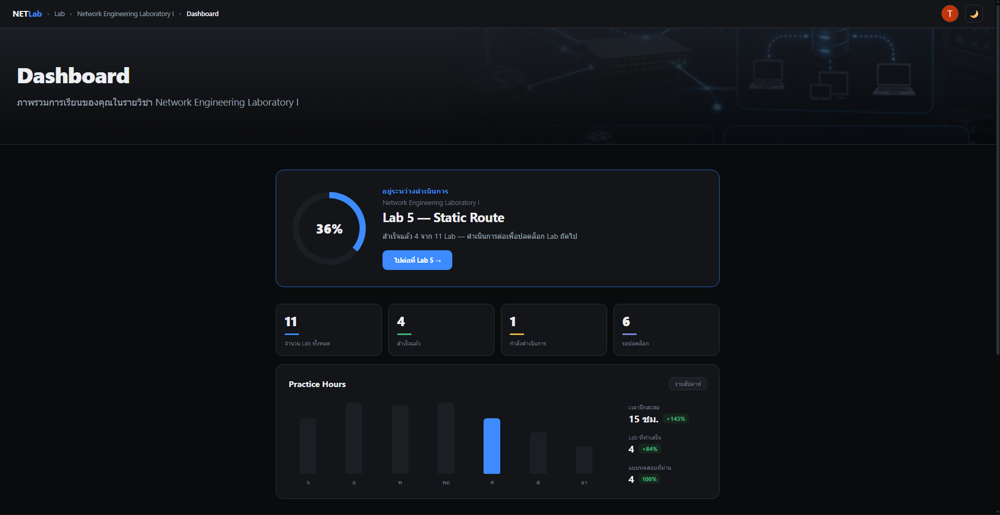 NETLab › Lab › Network Engineering Laboratory I › Dashboard
T
Dashboard
ภาพรวมการเรียนของคุณในรายวิชา Network Engineering Laboratory I
36%
อยู่ระหว่างดำเนินการ
Network Engineering Laboratory I
Lab 5 — Static Route
สำเร็จแล้ว 4 จาก 11 Lab — ดำเนินการต่อเพื่อปลดล็อก Lab ถัดไป
ไปต่อที่ Lab 5 →
11
จำนวน Lab ทั้งหมด
4
สำเร็จแล้ว
1
กำลังดำเนินการ
6
รอปลดล็อก
Practice Hours
รายสัปดาห์
จ อ พ พฤ ศ ส อา
เวลาฝึกสะสม
15 ชม. +143%
Lab ที่ทำเสร็จ
4 +84%
แบบทดสอบที่ผ่าน
4 100%